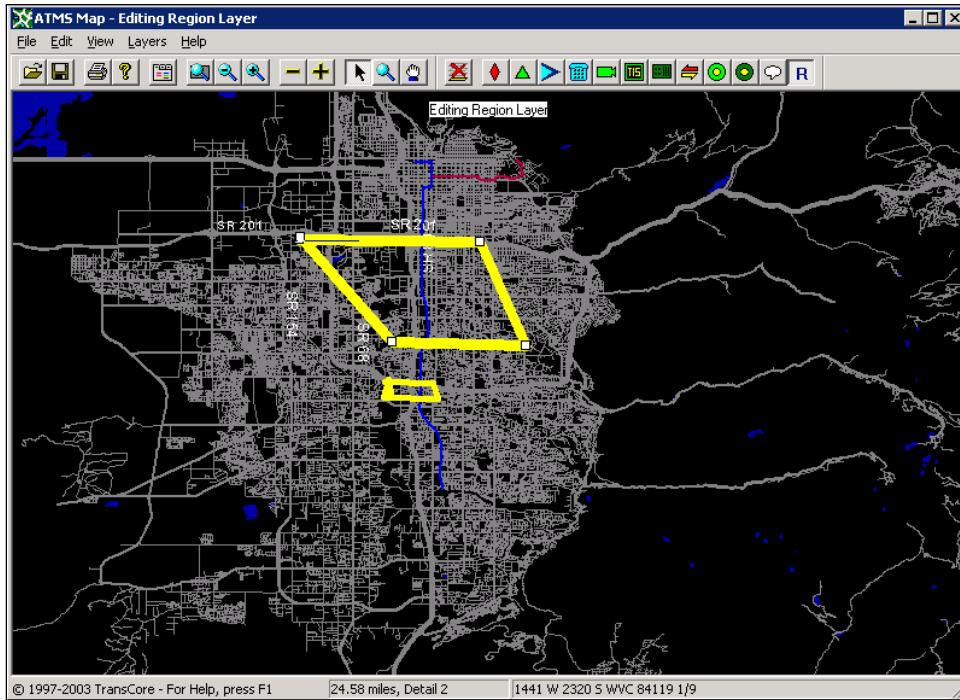 ATMS Map - Editing Region Layer
File Edit View Layers Help
TIS
R
Editing Region Layer
SR 201
SR 201
SR 154
SR 68
© 1997-2003 TransCore - For Help, press F1
24.58 miles, Detail 2
1441 W 2320 S WVC 84119 1/9